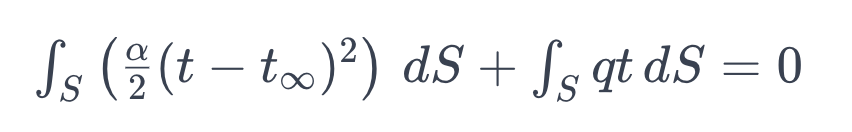 ∫_S (α/2 (t − t_∞)²) dS + ∫_S qt dS = 0